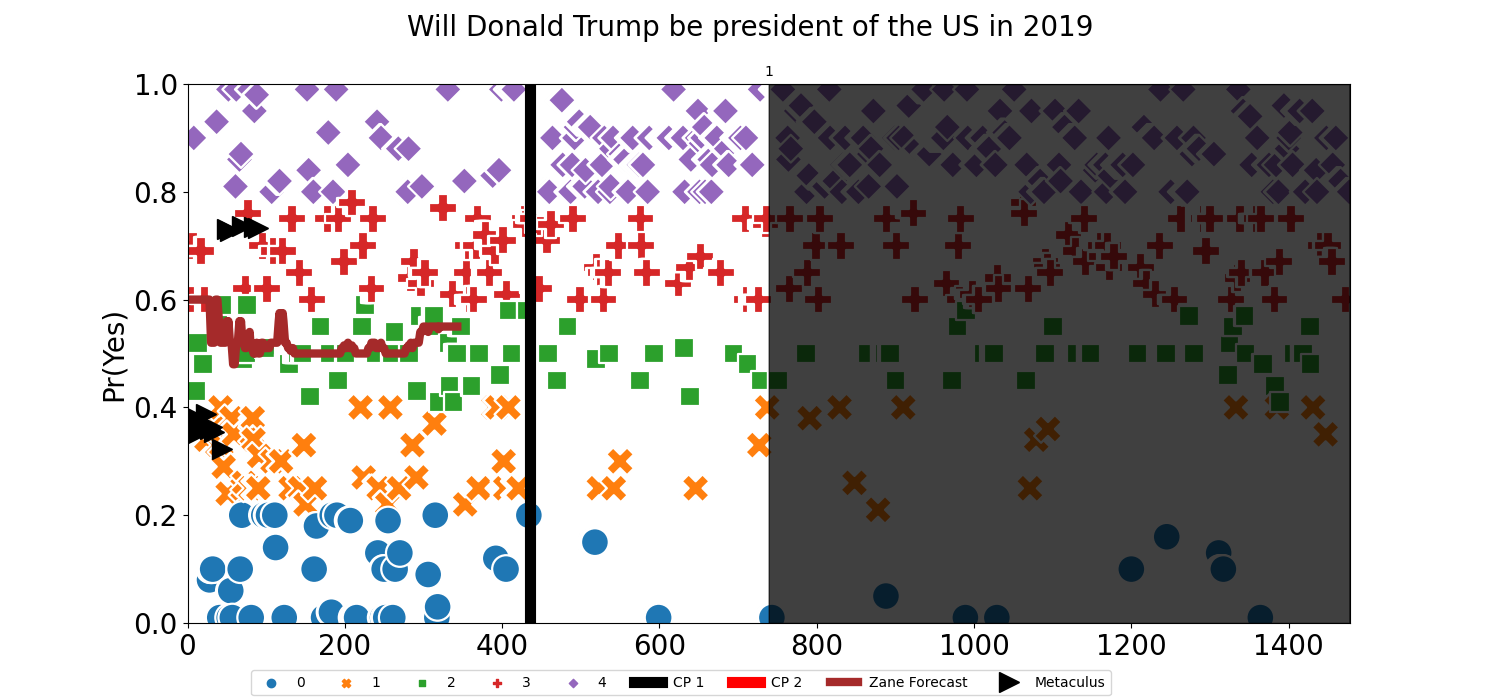 Will Donald Trump be president of the US in 2019
1
Pr(Yes)
1.0
0.8
0.6
0.4
0.2
0.0
0 200 400 600 800 1000 1200 1400
0 1 2 3 4 CP 1 CP 2 Zane Forecast Metaculus